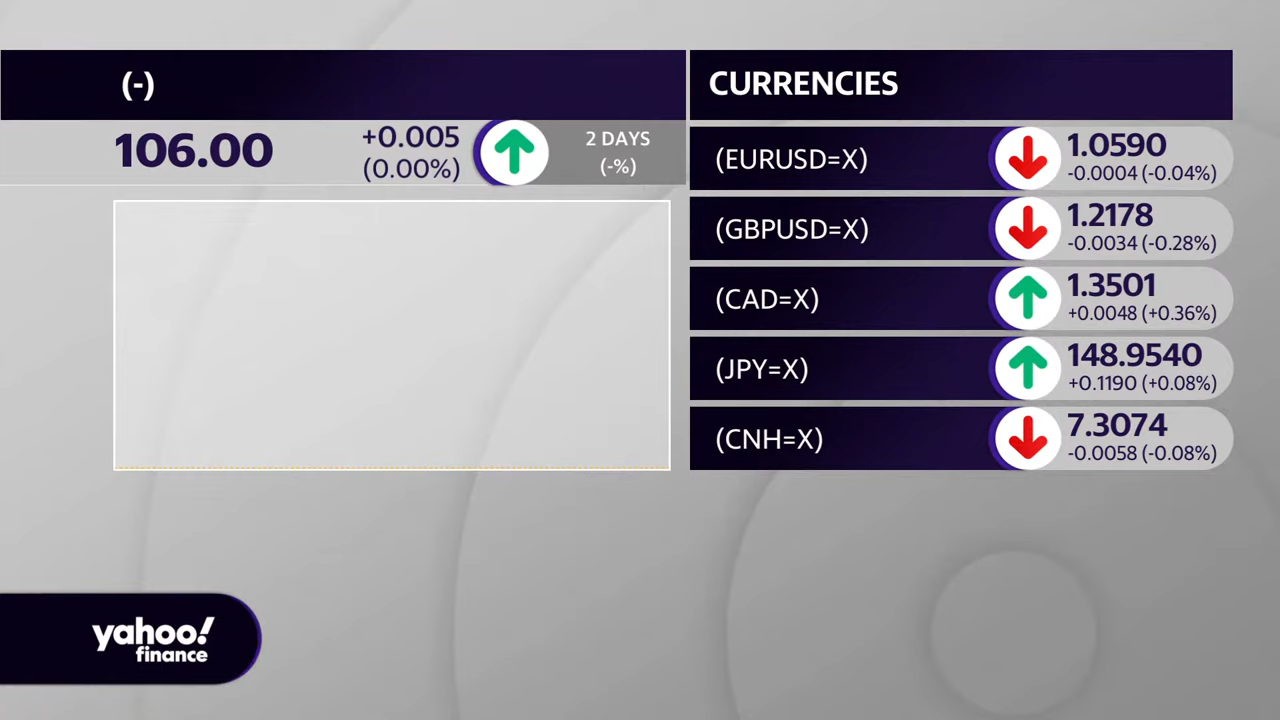 (-)
106.00
+0.005
(0.00%)
2 DAYS
(-%)
CURRENCIES
(EURUSD=X)
1.0590
-0.0004 (-0.04%)
(GBPUSD=X)
1.2178
-0.0034 (-0.28%)
(CAD=X)
1.3501
+0.0048 (+0.36%)
(JPY=X)
148.9540
+0.1190 (+0.08%)
(CNH=X)
7.3074
-0.0058 (-0.08%)
yahoo!
finance